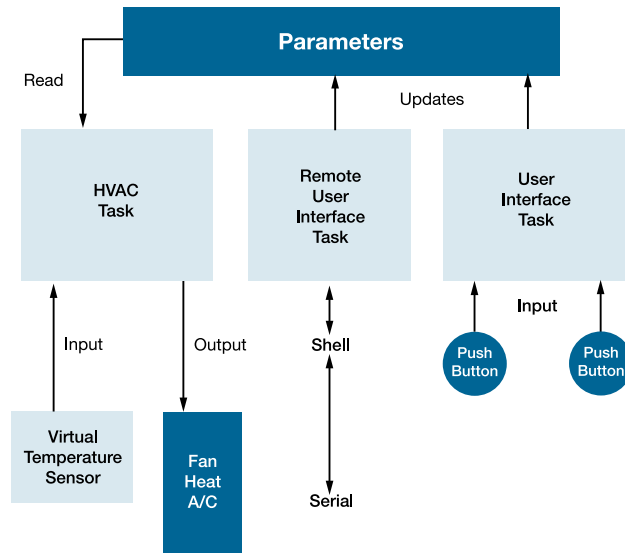 Parameters
Read
Updates
HVAC
Task
Remote
User
Interface
Task
User
Interface
Task
Input
Output
Shell
Input
Push
Button
Push
Button
Virtual
Temperature
Sensor
Fan
Heat
A/C
Serial